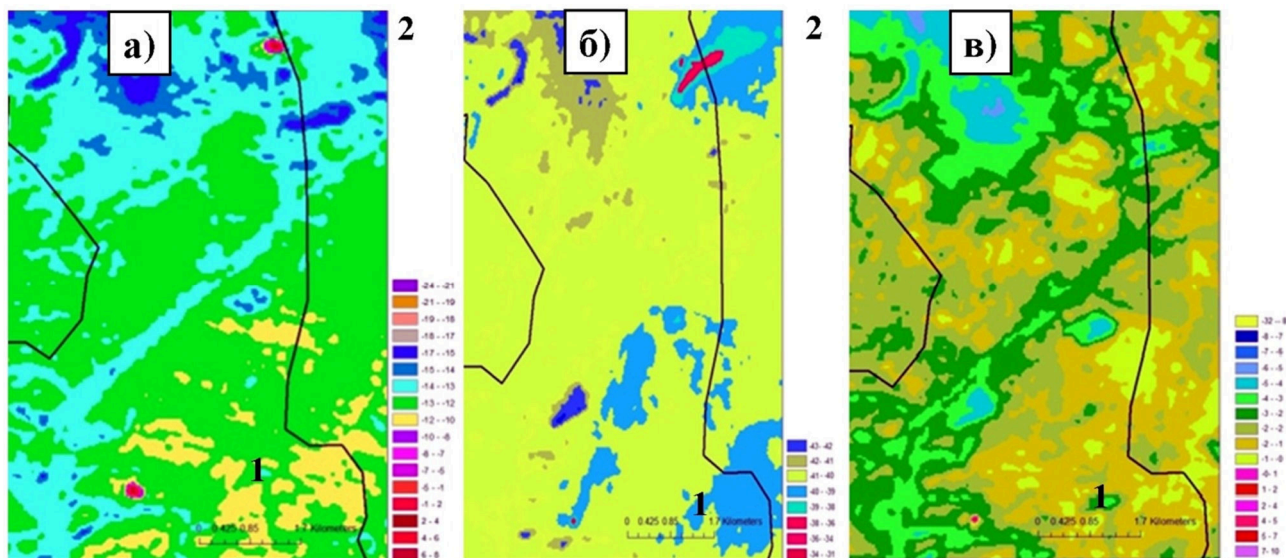 а)
2
-24 - -21
-21 - -19
-19 - -18
-18 - -17
-17 - -15
-15 - -14
-14 - -13
-13 - -12
-12 - -10
-10 - -8
-8 - -7
-7 - -5
-5 - -1
-1 - 2
2 - 4
4 - 6
6 - 8
1
0 0.425 0.85 1.7 Kilometers
б)
2
-43 - -42
-42 - -41
-41 - -40
-40 - -39
-39 - -38
-38 - -36
-36 - -34
-34 - -31
1
0 0.425 0.85 1.7 Kilometers
в)
-8 - -7
-7 - -6
-6 - -5
-5 - -4
-4 - -3
-3 - -2
-2 - -2
-2 - -1
-1 - -0
-0 - 1
1 - 2
2 - 4
4 - 5
5 - 7
1
0 0.425 0.85 1.7 Kilometers